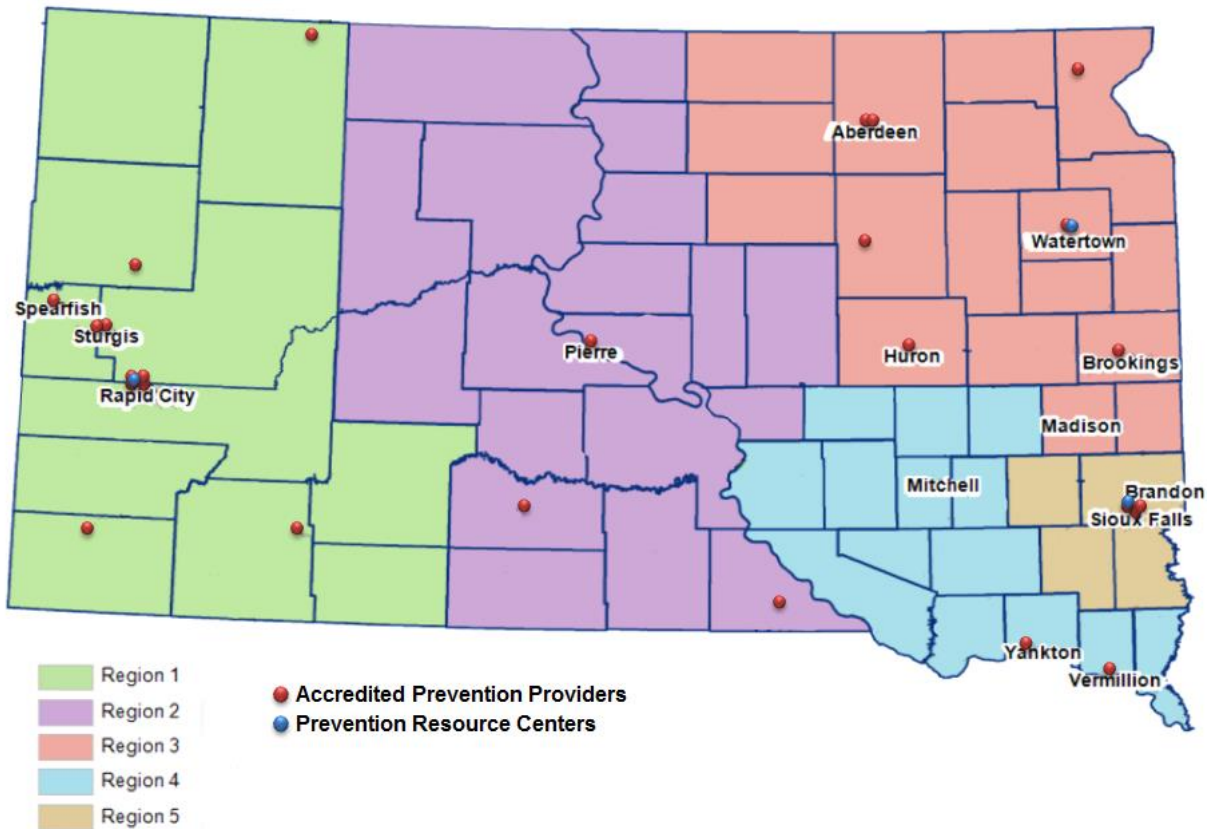 Aberdeen
Watertown
Spearfish
Sturgis
Pierre
Huron
Brookings
Rapid City
Madison
Mitchell
Brandon
Sioux Falls
Yankton
Vermillion
Region 1
Region 2
Region 3
Region 4
Region 5
Accredited Prevention Providers
Prevention Resource Centers